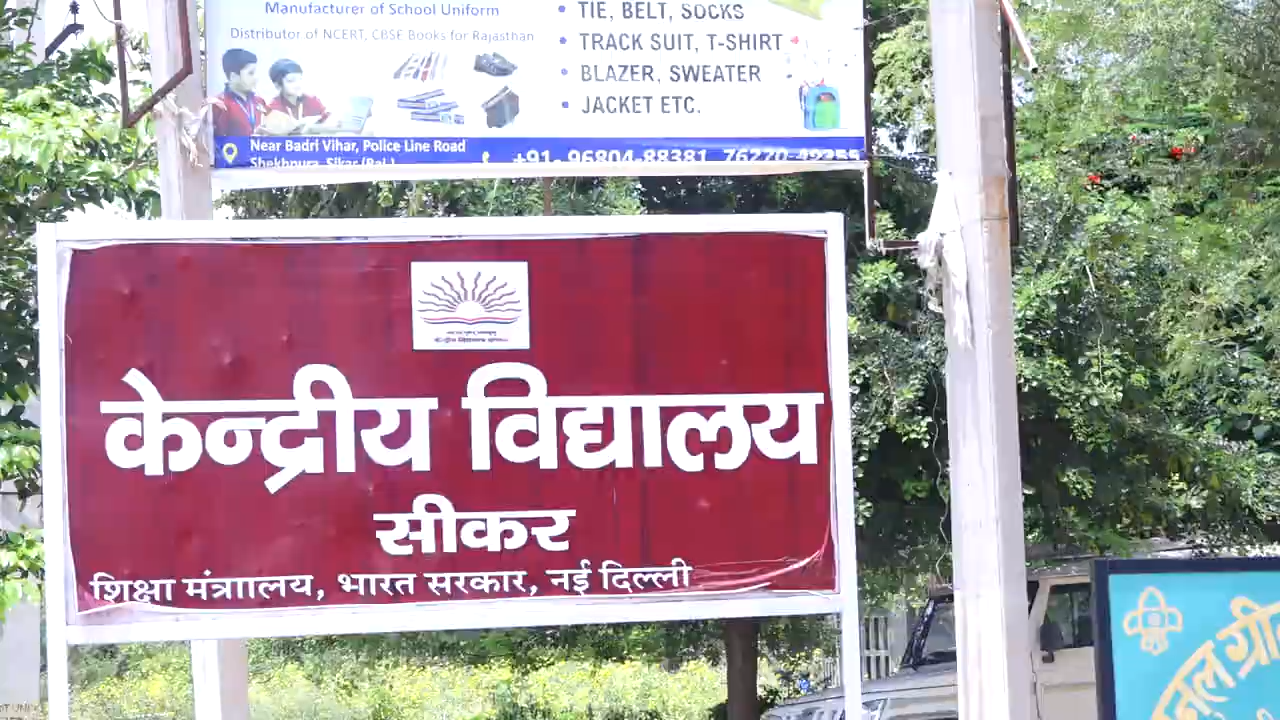 Manufacturer of School Uniform
Distributor of NCERT, CBSE Books for Rajasthan
• TIE, BELT, SOCKS
• TRACK SUIT, T-SHIRT
• BLAZER, SWEATER
• JACKET ETC.
Near Badri Vihar, Police Line Road
Shekhpura, Sikar (Raj.)
+91- 96804-88381, 76270-49259
केन्द्रीय विद्यालय
सीकर
शिक्षा मंत्राालय, भारत सरकार, नई दिल्ली